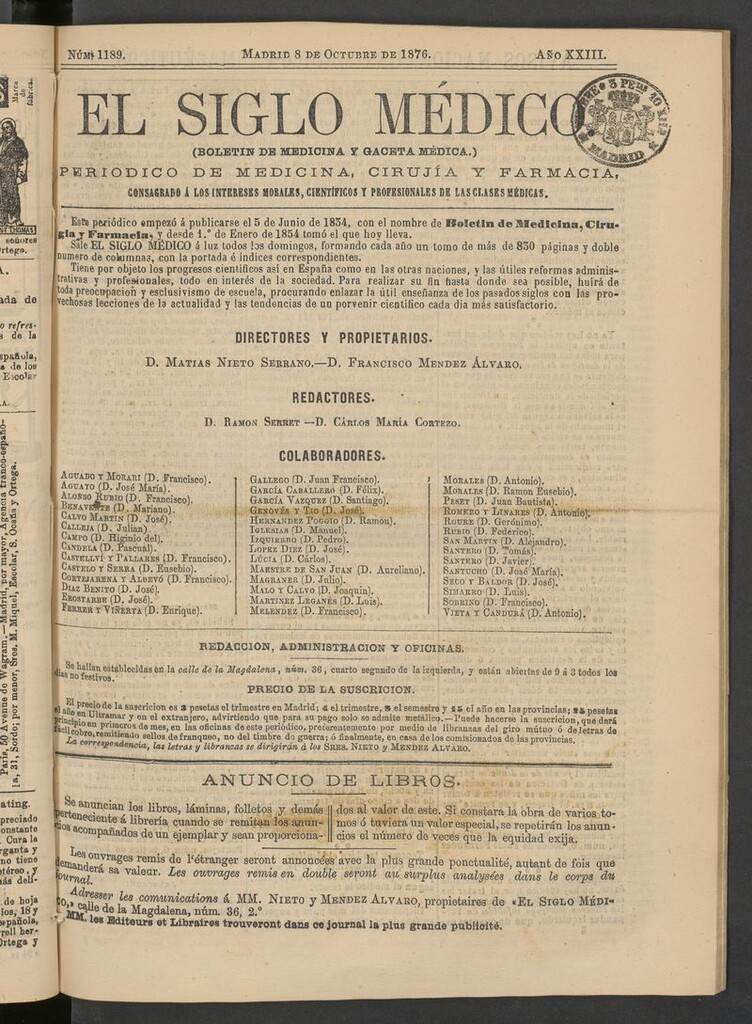 NÚM. 1189. MADRID 8 DE OCTUBRE DE 1876. AÑO XXIII.
EL SIGLO MÉDICO
3 PE 10 KILS MADRID
(BOLETIN DE MEDICINA Y GACETA MÉDICA.)
PERIODICO DE MEDICINA, CIRUJÍA Y FARMACIA,
CONSAGRADO Á LOS INTERESES MORALES, CIENTÍFICOS Y PROFESIONALES DE LAS CLASES MÉDICAS.
Este periódico empezó á publicarse el 5 de Junio de 1834, con el nombre de Boletin de Medicina, Ciru-
gía y Farmacia, y desde 1.º de Enero de 1854 tomó el que hoy lleva.
Sale EL SIGLO MÉDICO á luz todos los domingos, formando cada año un tomo de más de 830 páginas y doble
numero de columnas, con la portada é índices correspondientes.
Tiene por objeto los progresos científicos así en España como en las otras naciones, y las útiles reformas adminis-
trativas y profesionales, todo en interés de la sociedad. Para realizar su fin hasta donde sea posible, huirá de
toda preocupacion y esclusivismo de escuela, procurando enlazar la útil enseñanza de los pasados siglos con las pro-
vechosas lecciones de la actualidad y las tendencias de un porvenir científico cada día más satisfactorio.
DIRECTORES Y PROPIETARIOS.
D. MATIAS NIETO SERRANO.—D. FRANCISCO MENDEZ ÁLVARO.
REDACTORES.
D. RAMON SERRET —D. CÁRLOS MARÍA CORTEZO.
COLABORADORES.
AGUADO Y MORARI (D. Francisco).
AGUAYO (D. José María).
ALONSO RUBIO (D. Francisco).
BENAVENTE (D. Mariano).
CALVO MARTIN (D. José).
CALLEJA (D. Julian).
CAMPO (D. Higinio del).
CANDELA (D. Pascual).
CASTELLVÍ Y PALLARES (D. Francisco).
CASTELO Y SERRA (D. Eusebio).
CORTEJARENA Y ALDEVÓ (D. Francisco).
DIAZ BENITO (D. José).
EROSTARBE (D. José).
FERRER Y VIÑERTA (D. Enrique).
GALLEGO (D. Juan Francisco).
GARCÍA CABALLERO (D. Félix).
GARCÍA VAZQUEZ (D. Santiago).
GENOVÉS Y TIO (D. José).
HERNANDEZ POGGIO (D. Ramon).
IGLESIAS (D. Manuel).
IZQUIERDO (D. Pedro).
LOPEZ DIEZ (D. José).
LUCIA (D. Cárlos).
MAESTRE DE SAN JUAN (D. Aureliano).
MAGRANER (D. Julio).
MALO Y CALVO (D. Joaquin).
MARTINEZ LEGANÉS (D. Luis).
MELENDEZ (D. Francisco).
MORALES (D. Antonio).
MORALES (D. Ramon Eusebio).
PESET (D. Juan Bautista).
ROMERO Y LINARES (D. Antonio).
ROURE (D. Gerónimo).
RUBIO (D. Federico).
SAN MARTIN (D. Alejandro).
SANTERO (D. Tomás).
SANTERO (D. Javier).
SANTUCHO (D. José María).
SECO Y BALDOR (D. José).
SIMARRO (D. Luis).
SOBRINO (D. Francisco).
VIETA Y CANDURÁ (D. Antonio).
REDACCION, ADMINISTRACION Y OFICINAS.
Se hallan establecidas en la calle de la Magdalena, núm. 36, cuarto segundo de la izquierda, y están abiertas de 9 á 3 todos los
dias no festivos.
PRECIO DE LA SUSCRICION.
El precio de la suscricion es 3 pesetas el trimestre en Madrid; 4 el trimestre, 8 el semestre y 15 el año en las provincias; 25 pesetas
el año en Ultramar y en el extranjero, advirtiendo que para su pago solo se admite metálico.—Puede hacerse la suscricion, que dará
principio en primeros de mes, en las oficinas de este periódico, preferentemente por medio de libranzas del giro mútuo ó de letras de
fácil cobro, remitiendo sellos de franqueo, no del timbre de guerra; ó finalmente, en casa de los comisionados de las provincias.
La correspondencia, las letras y libranzas se dirigirán á los SRES. NIETO y MENDEZ ALVARO.
ANUNCIO DE LIBROS.
Se anuncian los libros, láminas, folletos y demás
perteneciente á librería cuando se remitan los anun-
cios acompañados de un ejemplar y sean proporciona-
dos al valor de este. Si constara la obra de varios to-
mos ó tuviera un valor especial, se repetirán los anun-
cios el número de veces que la equidad exija.
Les ouvrages remis de l'étranger seront annoncées avec la plus grande ponctualité, autant de fois que
demanderá sa valeur. Les ouvrages remis en double seront au surplus analysées dans le corps du
journal.
Adresser les comunications á MM. NIETO y MENDEZ ALVARO, propietaires de «EL SIGLO MÉDI-
CO,» calle de la Magdalena, núm. 36, 2.º
MM. les Editeurs et Libraires trouveront dans ce journal la plus grande publicité.